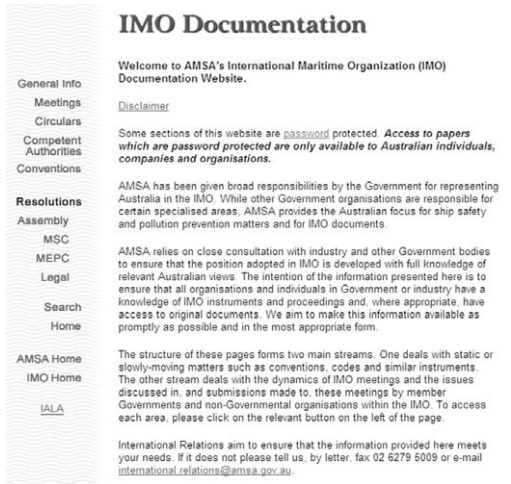 IMO Documentation
General Info
Meetings
Circulars
Competent
Authorities
Conventions
Resolutions
Assembly
MSC
MEPC
Legal
Search
Home
AMSA Home
IMO Home
IALA
Welcome to AMSA's International Maritime Organization (IMO)
Documentation Website.
Disclaimer
Some sections of this website are password protected. Access to papers
which are password protected are only available to Australian individuals,
companies and organisations.
AMSA has been given broad responsibilities by the Government for representing
Australia in the IMO. While other Government organisations are responsible for
certain specialised areas, AMSA provides the Australian focus for ship safety
and pollution prevention matters and for IMO documents.
AMSA relies on close consultation with industry and other Government bodies
to ensure that the position adopted in IMO is developed with full knowledge of
relevant Australian views. The intention of the information presented here is to
ensure that all organisations and individuals in Government or industry have a
knowledge of IMO instruments and proceedings and, where appropriate, have
access to original documents. We aim to make this information available as
promptly as possible and in the most appropriate form.
The structure of these pages forms two main streams. One deals with static or
slowly-moving matters such as conventions, codes and similar instruments.
The other stream deals with the dynamics of IMO meetings and the issues
discussed in, and submissions made to, these meetings by member
Governments and non-Governmental organisations within the IMO. To access
each area, please click on the relevant button on the left of the page.
International Relations aim to ensure that the information provided here meets
your needs. If it does not please tell us, by letter, fax 02 6279 5009 or e-mail
international.relations@amsa.gov.au.